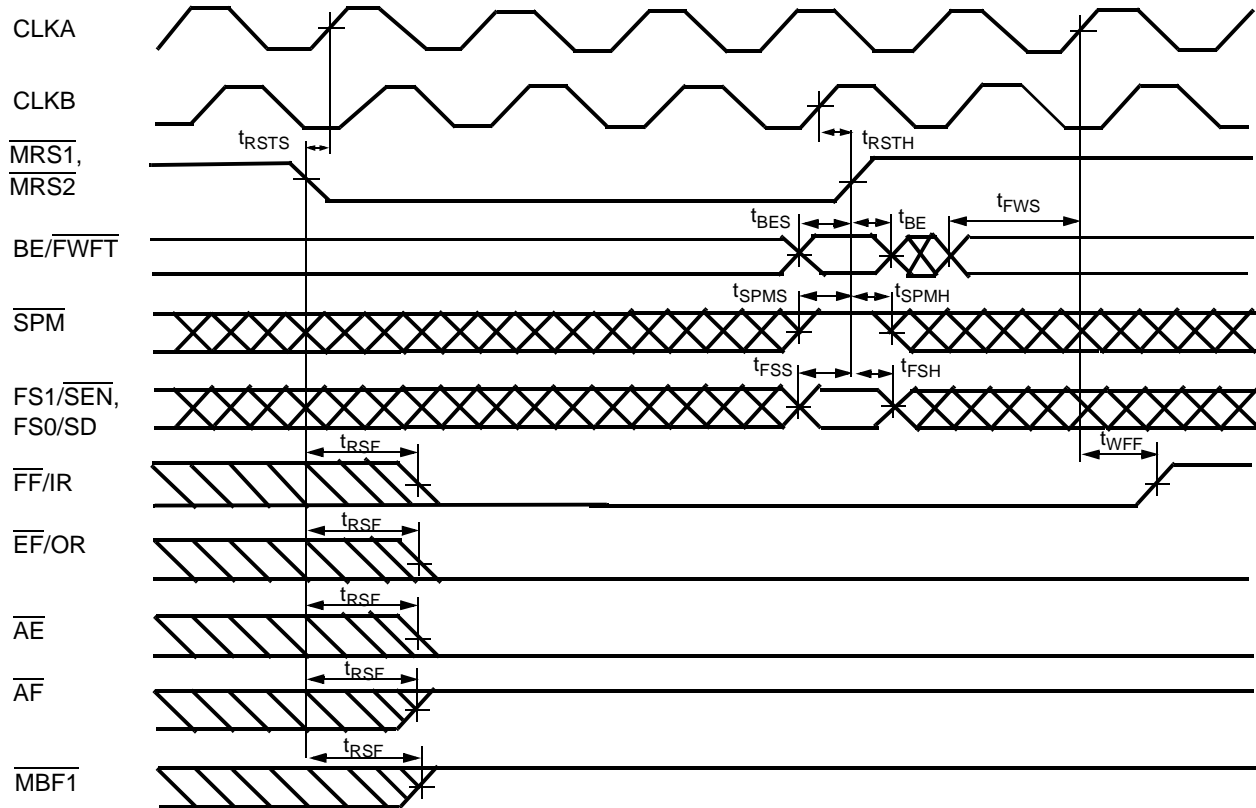 CLKA
CLKB
tRSTS
tRSTH
MRS1,
MRS2
tBES
tBE
tFWS
BE/FWFT
tSPMS
tSPMH
SPM
tFSS
tFSH
FS1/SEN,
FS0/SD
tRSF
tWFF
FF/IR
tRSF
EF/OR
tRSF
AE
tRSF
AF
tRSF
MBF1